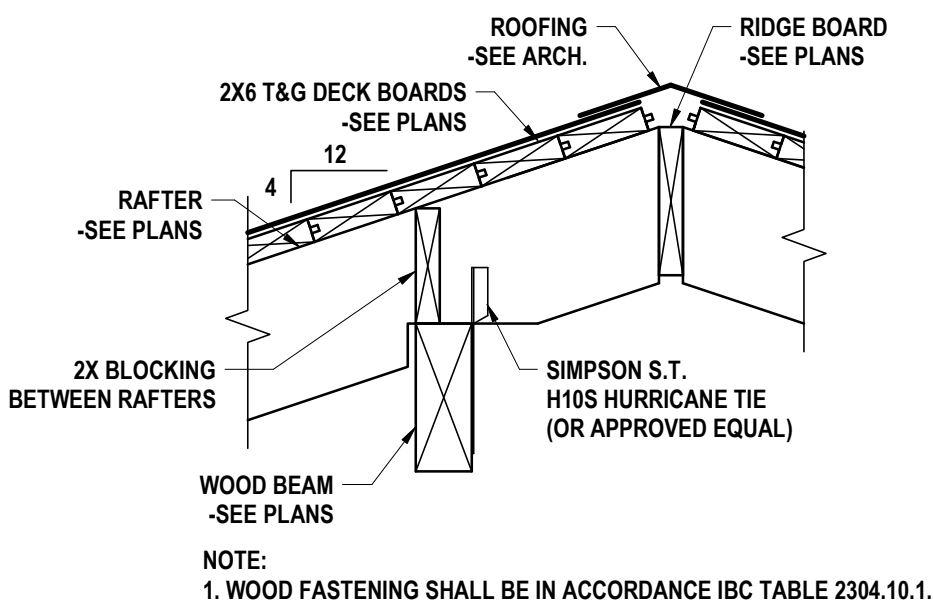 ROOFING
-SEE ARCH.
RIDGE BOARD
-SEE PLANS
2X6 T&G DECK BOARDS
-SEE PLANS
12
4
RAFTER
-SEE PLANS
2X BLOCKING
BETWEEN RAFTERS
SIMPSON S.T.
H10S HURRICANE TIE
(OR APPROVED EQUAL)
WOOD BEAM
-SEE PLANS
NOTE:
1. WOOD FASTENING SHALL BE IN ACCORDANCE IBC TABLE 2304.10.1.